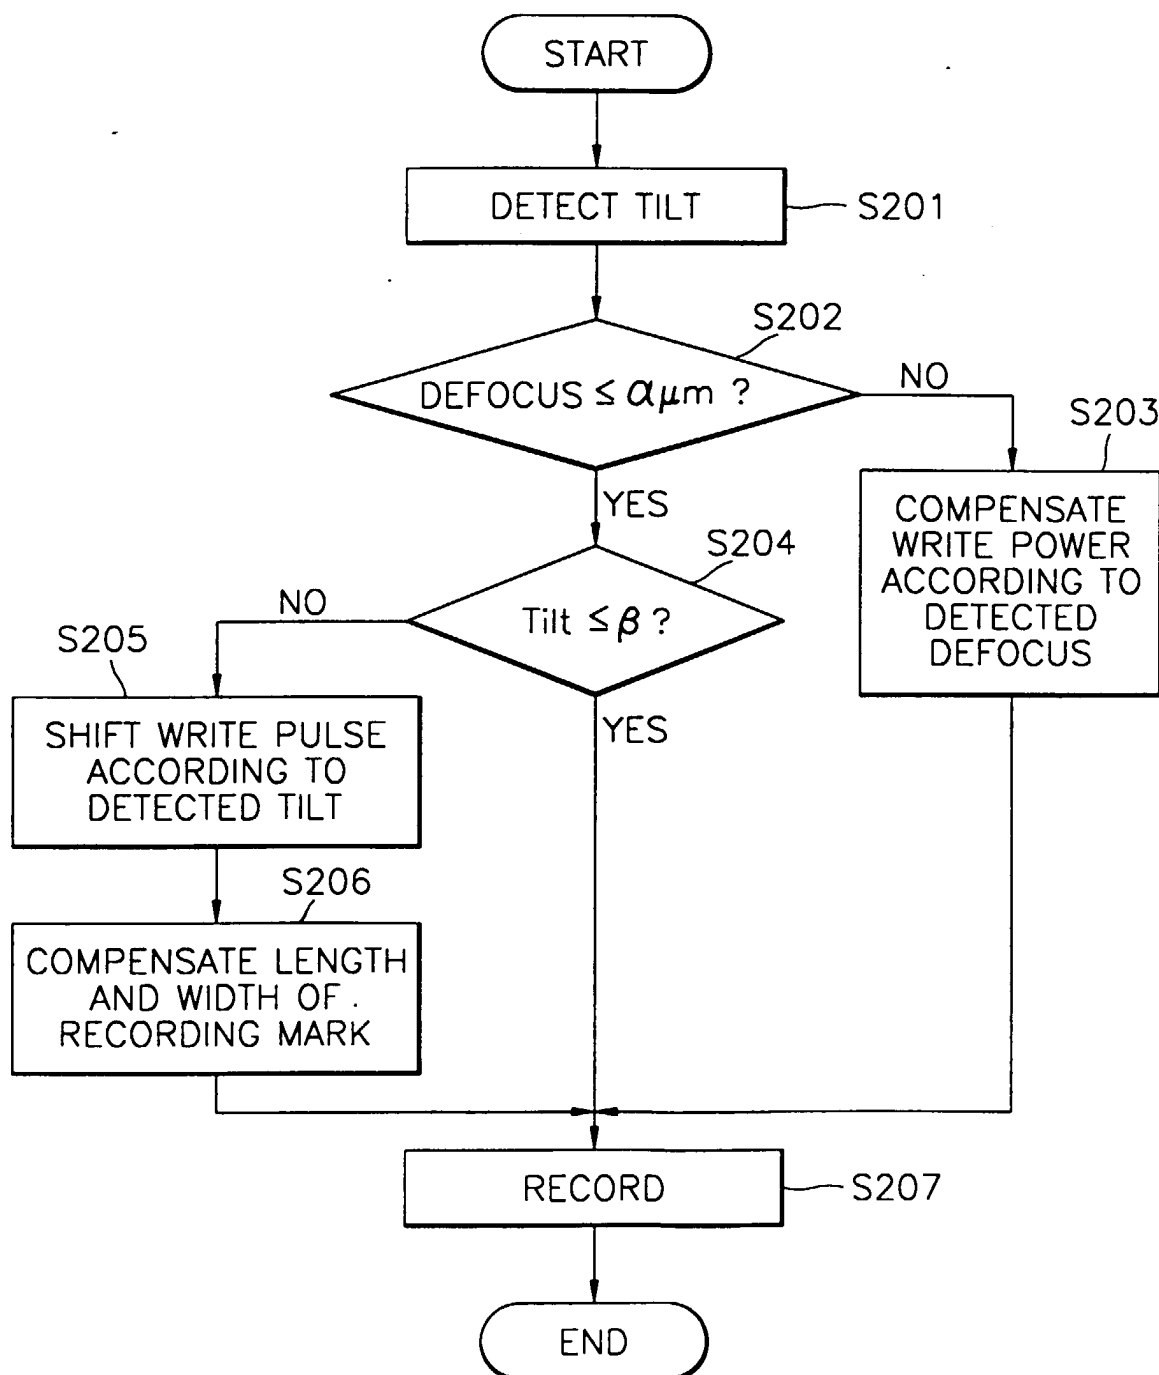 START
DETECT TILT
S201
S202
DEFOCUS ≤ αμm ?
NO
S203
YES
COMPENSATE
WRITE POWER
ACCORDING TO
DETECTED
DEFOCUS
S204
Tilt ≤ β ?
NO
S205
YES
SHIFT WRITE PULSE
ACCORDING TO
DETECTED TILT
S206
COMPENSATE LENGTH
AND WIDTH OF
RECORDING MARK
RECORD
S207
END